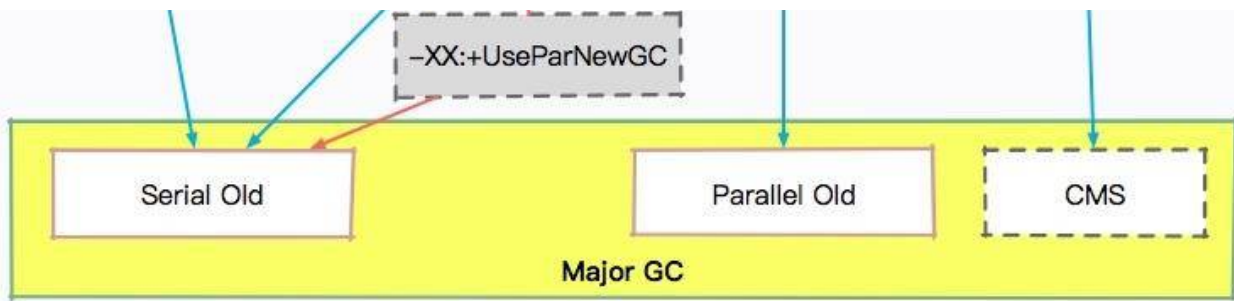 -XX:+UseParNewGC
Serial Old
Parallel Old
CMS
Major GC